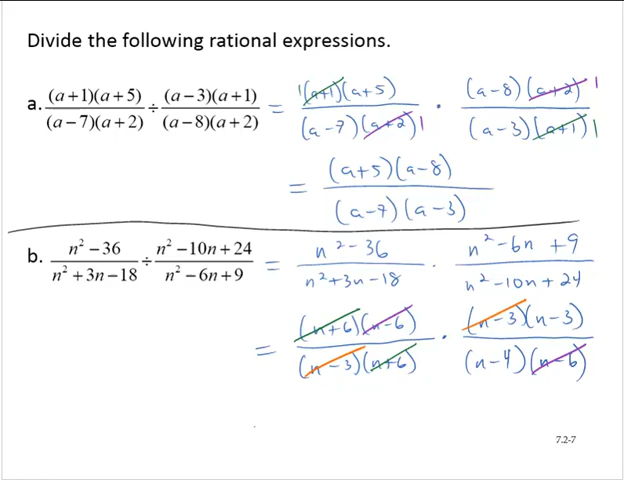 Divide the following rational expressions.
a. (a+1)(a+5)/(a−7)(a+2) ÷ (a−3)(a+1)/(a−8)(a+2) = 1(a+1)(a+5)/(a−7)(a+2)1 · (a−8)(a+2)1/(a−3)(a+1)1
= (a+5)(a−8)/(a−7)(a−3)
b. n²−36/n²+3n−18 ÷ n²−10n+24/n²−6n+9 = n²−36/n²+3n−18 · n²−6n+9/n²−10n+24
= (n+6)(n−6)/(n−3)(n+6) · (n−3)(n−3)/(n−4)(n−6)
7.2-7